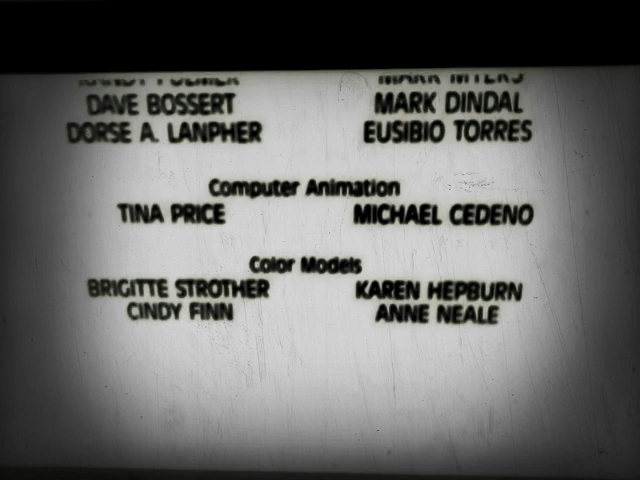 DAVE BOSSERT MARK DINDAL
DORSE A. LANPHER EUSIBIO TORRES
Computer Animation
TINA PRICE MICHAEL CEDENO
Color Models
BRIGITTE STROTHER KAREN HEPBURN
CINDY FINN ANNE NEALE